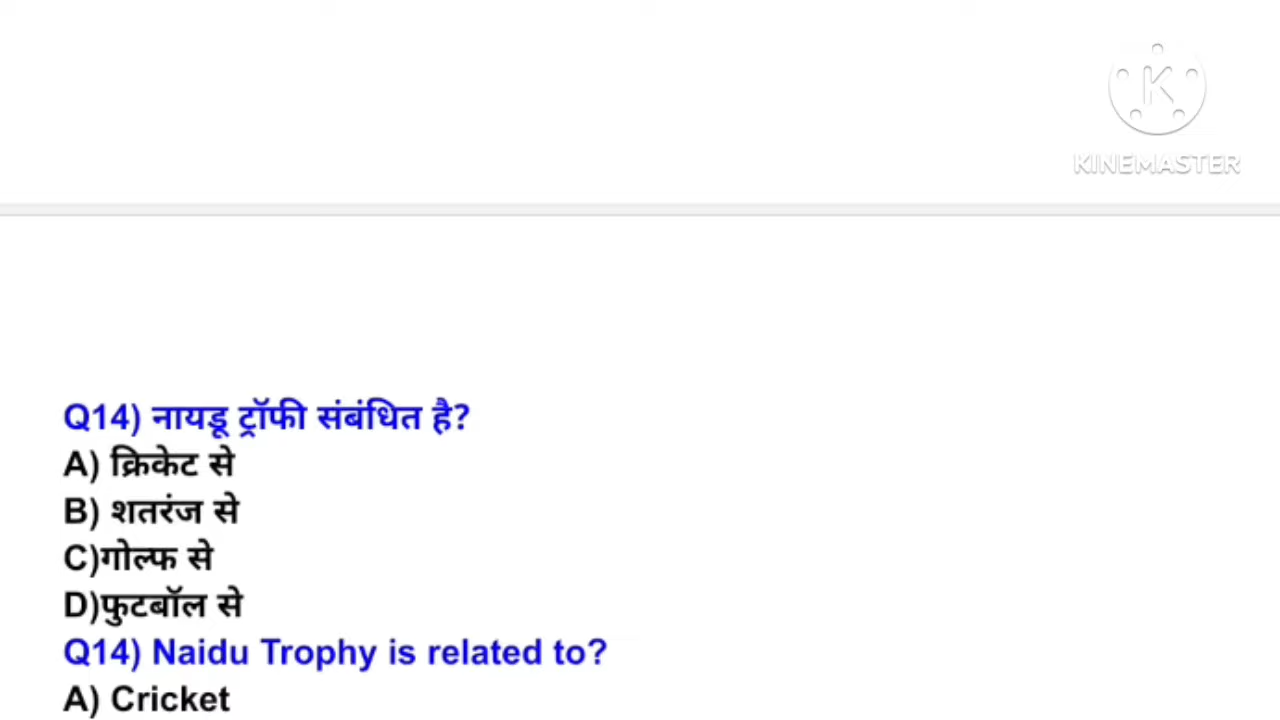 K
KINEMASTER
Q14) नायडू ट्रॉफी संबंधित है?
A) क्रिकेट से
B) शतरंज से
C)गोल्फ से
D)फुटबॉल से
Q14) Naidu Trophy is related to?
A) Cricket